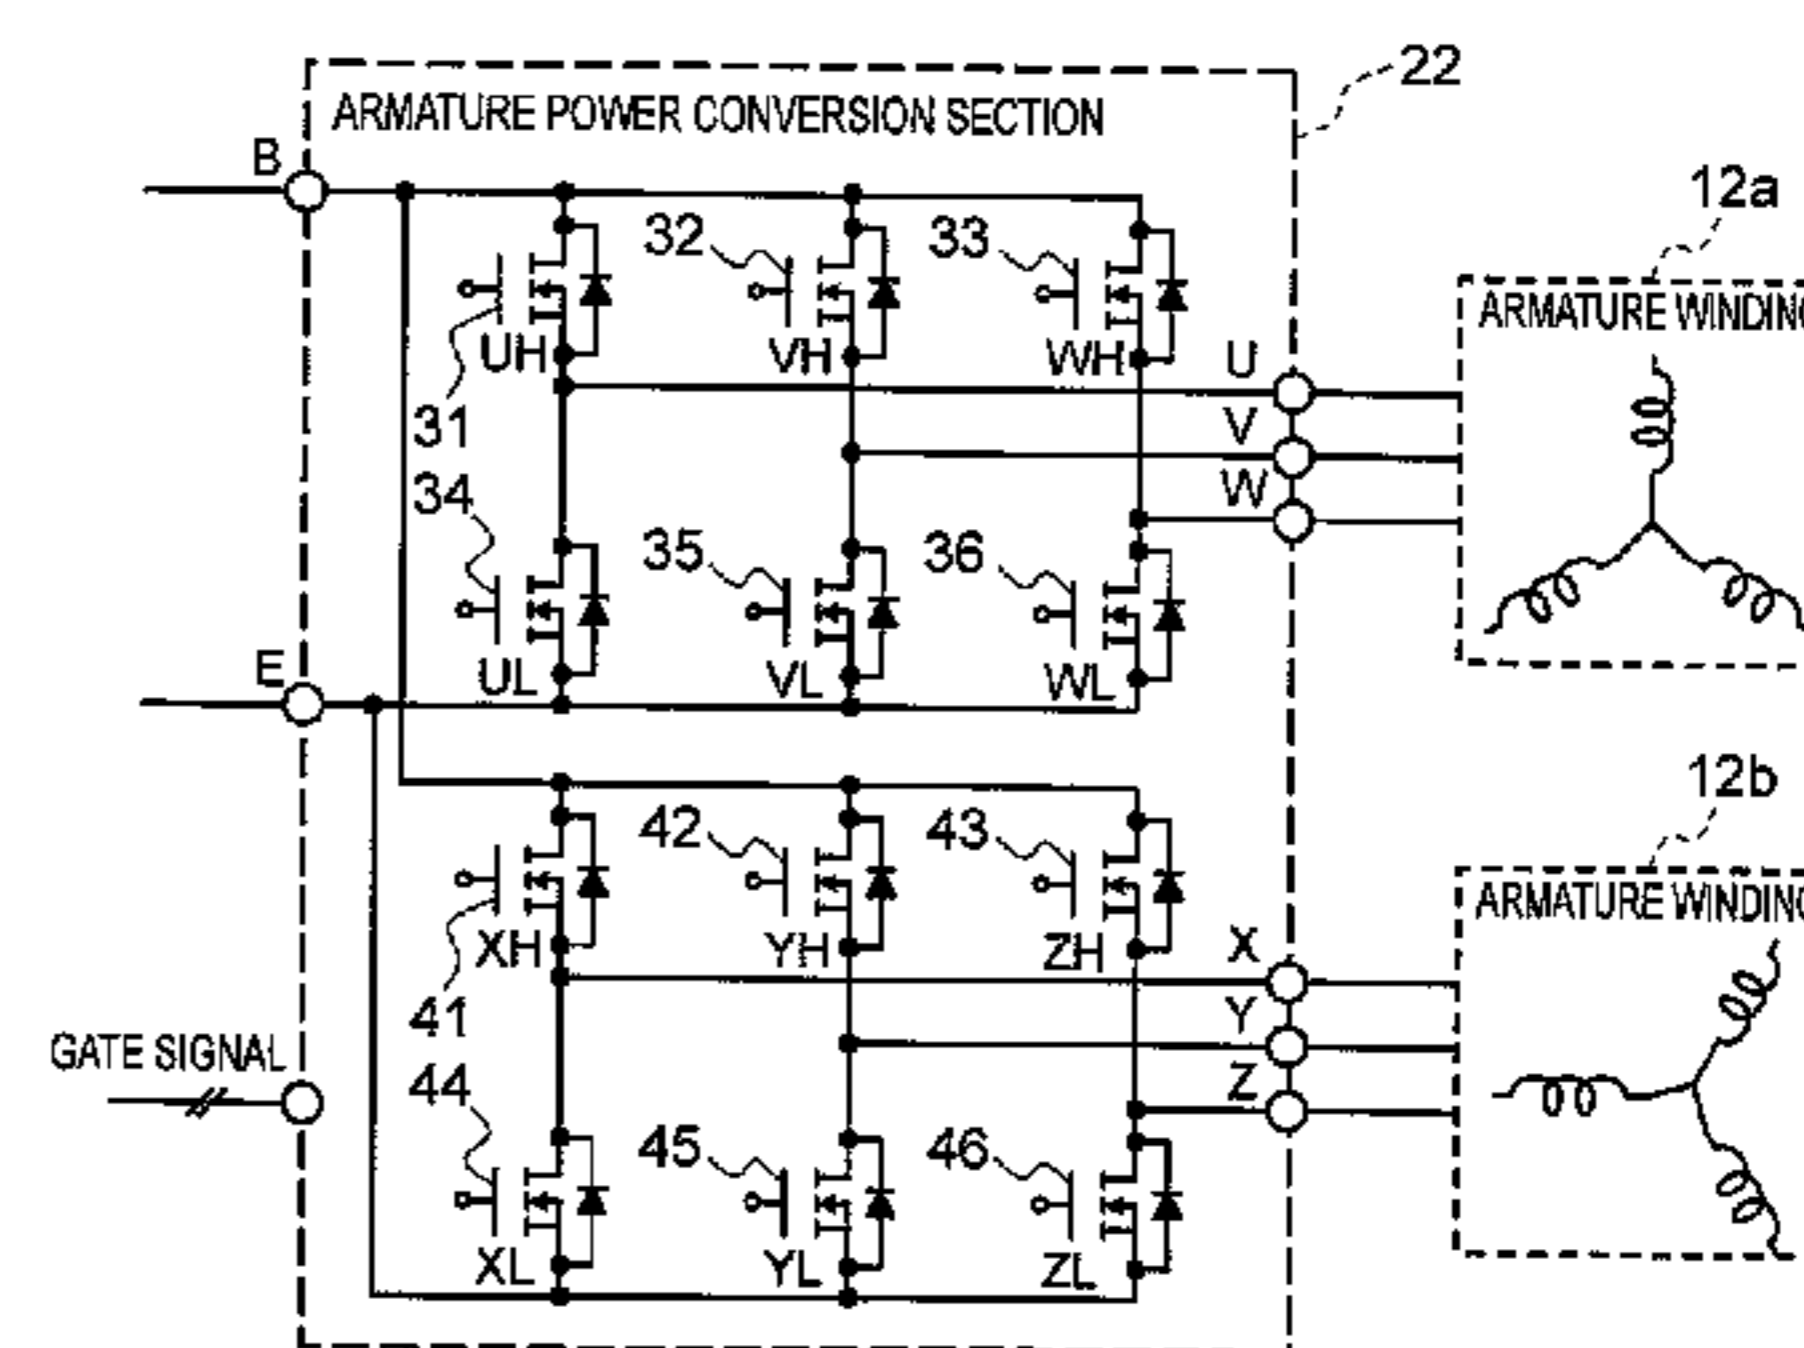 22
ARMATURE POWER CONVERSION SECTION
B
12a
32
33
ARMATURE WINDING
UH
VH
WH
U
31
V
34
W
35
36
E
UL
VL
WL
12b
42
43
ARMATURE WINDING
XH
YH
ZH
X
41
Y
GATE SIGNAL
44
Z
45
46
XL
YL
ZL